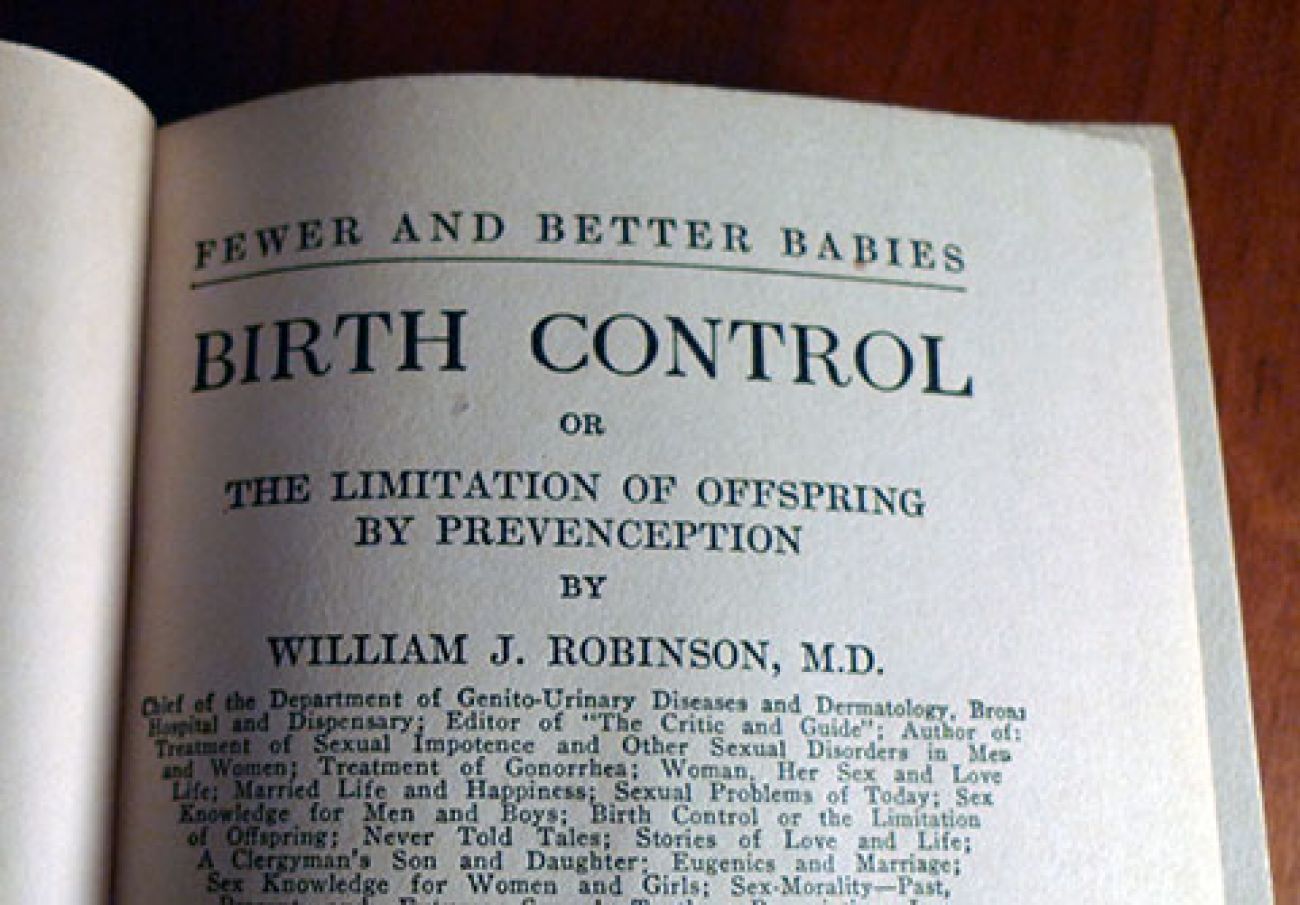 FEWER AND BETTER BABIES
BIRTH CONTROL
OR
THE LIMITATION OF OFFSPRING
BY PREVENCEPTION
BY
WILLIAM J. ROBINSON, M.D.
Chief of the Department of Genito-Urinary Diseases and Dermatology, Bronx
Hospital and Dispensary; Editor of "The Critic and Guide"; Author of:
Treatment of Sexual Impotence and Other Sexual Disorders in Men
and Women; Treatment of Gonorrhea; Woman, Her Sex and Love
Life; Married Life and Happiness; Sexual Problems of Today; Sex
Knowledge for Men and Boys; Birth Control or the Limitation
of Offspring; Never Told Tales; Stories of Love and Life;
A Clergyman's Son and Daughter; Eugenics and Marriage;
Sex Knowledge for Women and Girls; Sex-Morality—Past,